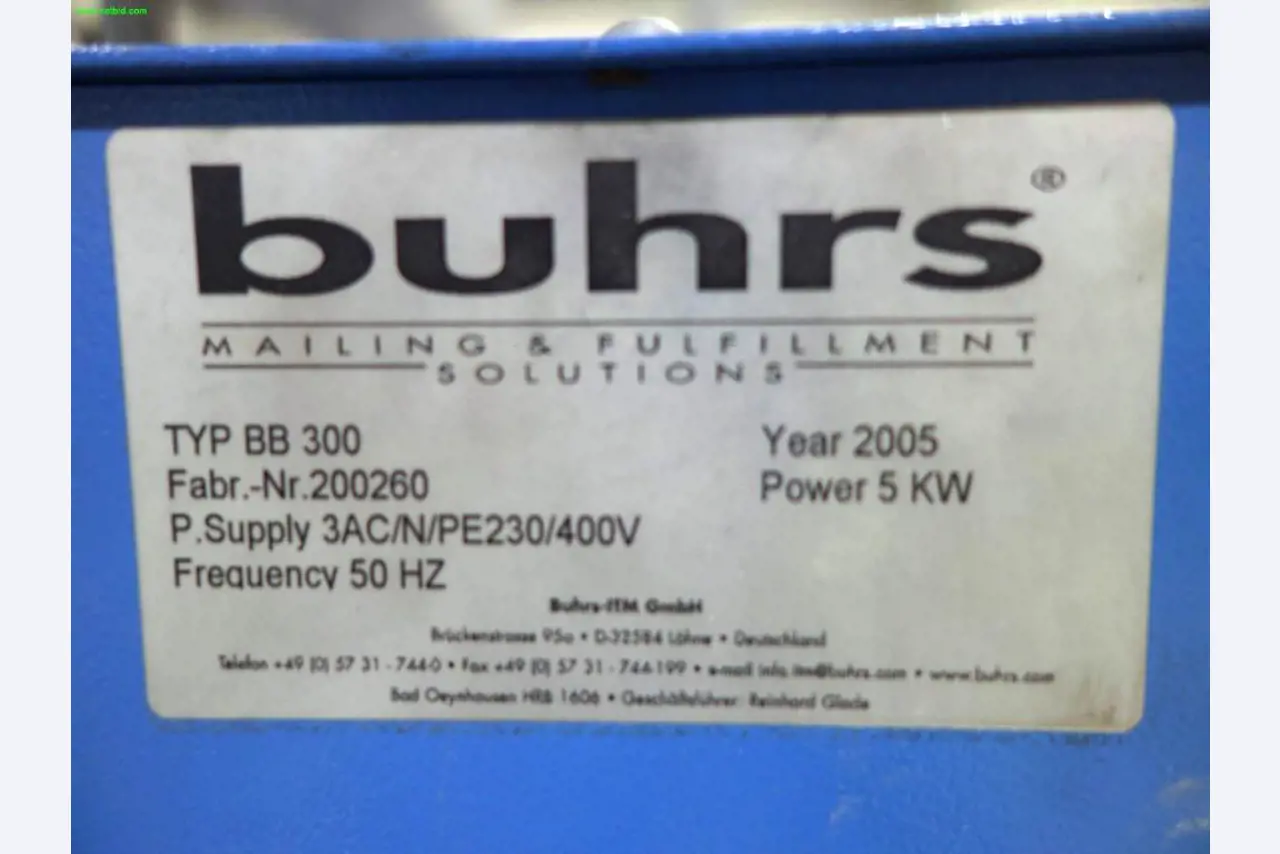 buhrs®
MAILING & FULFILLMENT
SOLUTIONS
TYP BB 300
Year 2005
Fabr.-Nr.200260
Power 5 KW
P.Supply 3AC/N/PE230/400V
Frequency 50 HZ
Buhrs-ITM GmbH
Brückenstrasse 95a • D-32584 Löhne • Deutschland
Telefon +49 (0) 57 31 - 744-0 • Fax +49 (0) 57 31 - 744-199 • e-mail info.itm@buhrs.com • www.buhrs.com
Bad Oeynhausen HRB 1606 • Geschäftsführer: Reinhard Glade